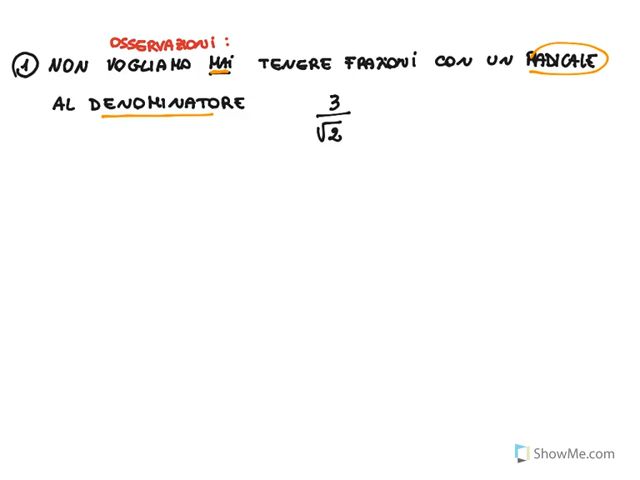 OSSERVAZIONI:
1 NON VOGLIAMO MAI TENERE FRAZIONI CON UN RADICALE
AL DENOMINATORE 3/√2
ShowMe.com